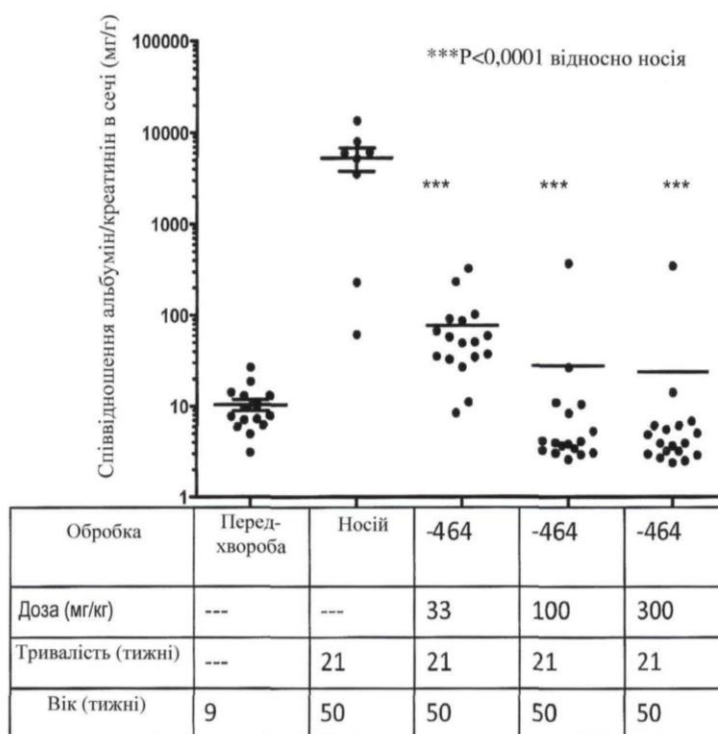 Співвідношення альбумін/креатинін в сечі (мг/г)
100000
10000
1000
100
10
1
***P<0,0001 відносно носія
*** *** ***
Обробка Перед- Носій -464 -464 -464
хвороба
Доза (мг/кг) --- --- 33 100 300
Тривалість (тижні) --- 21 21 21 21
Вік (тижні) 9 50 50 50 50